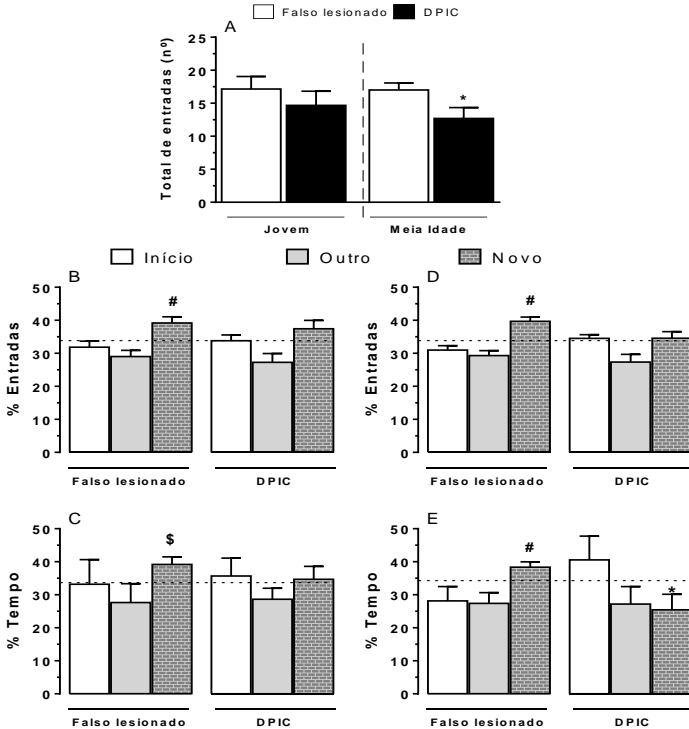 Falso lesionado DPIC
A
Total de entradas (nº)
25
20
15
10
5
0
*
Jovem Meia Idade
Início Outro Novo
B
% Entradas
50
40
30
20
10
0
#
Falso lesionado DPIC
D
% Entradas
50
40
30
20
10
0
#
Falso lesionado DPIC
C
% Tempo
50
40
30
20
10
0
$
Falso lesionado DPIC
E
% Tempo
50
40
30
20
10
0
#
*
Falso lesionado DPIC